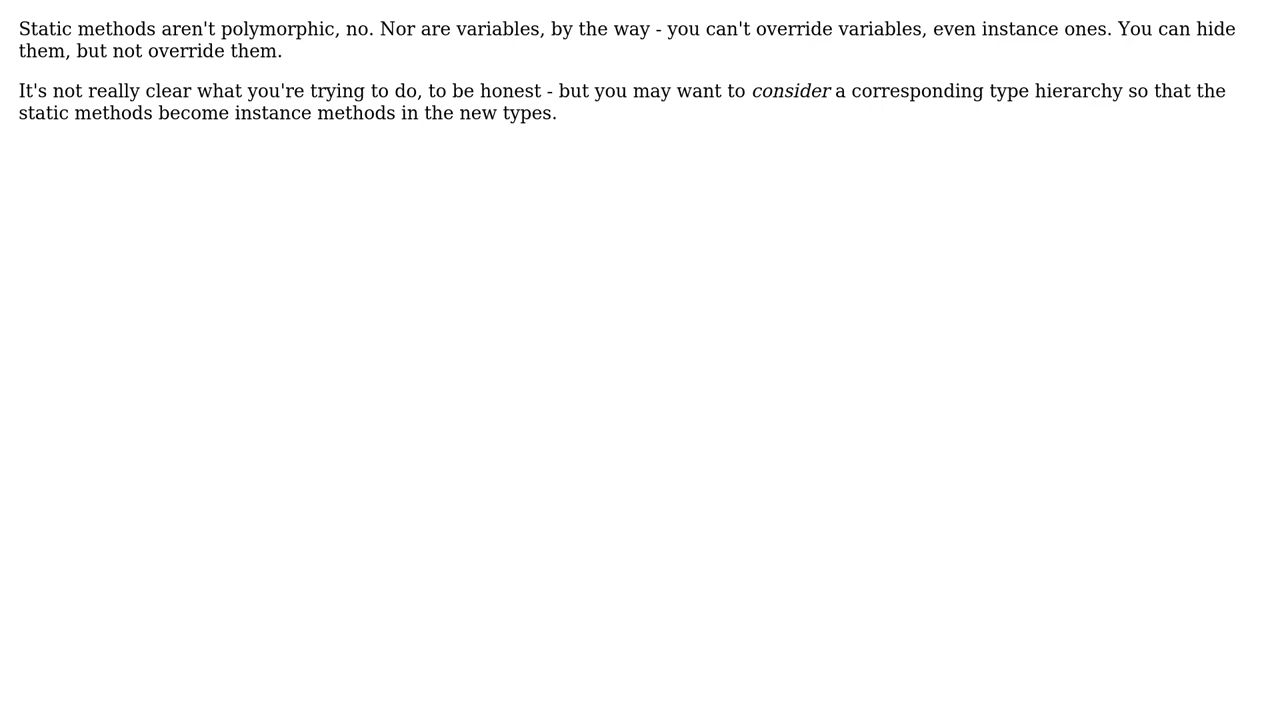 Static methods aren't polymorphic, no. Nor are variables, by the way - you can't override variables, even instance ones. You can hide
them, but not override them.
It's not really clear what you're trying to do, to be honest - but you may want to consider a corresponding type hierarchy so that the
static methods become instance methods in the new types.